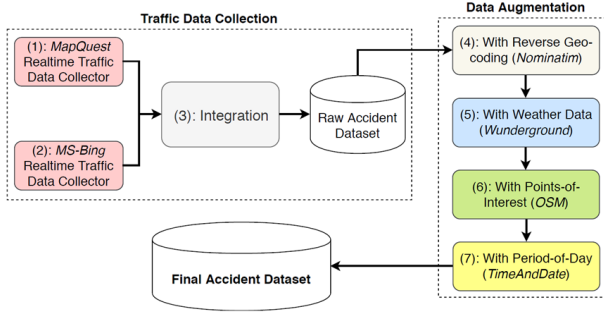 Traffic Data Collection
(1): MapQuest
Realtime Traffic
Data Collector
(2): MS-Bing
Realtime Traffic
Data Collector
(3): Integration
Raw Accident
Dataset
Data Augmentation
(4): With Reverse Geo-
coding (Nominatim)
(5): With Weather Data
(Wunderground)
(6): With Points-of-
Interest (OSM)
(7): With Period-of-Day
(TimeAndDate)
Final Accident Dataset